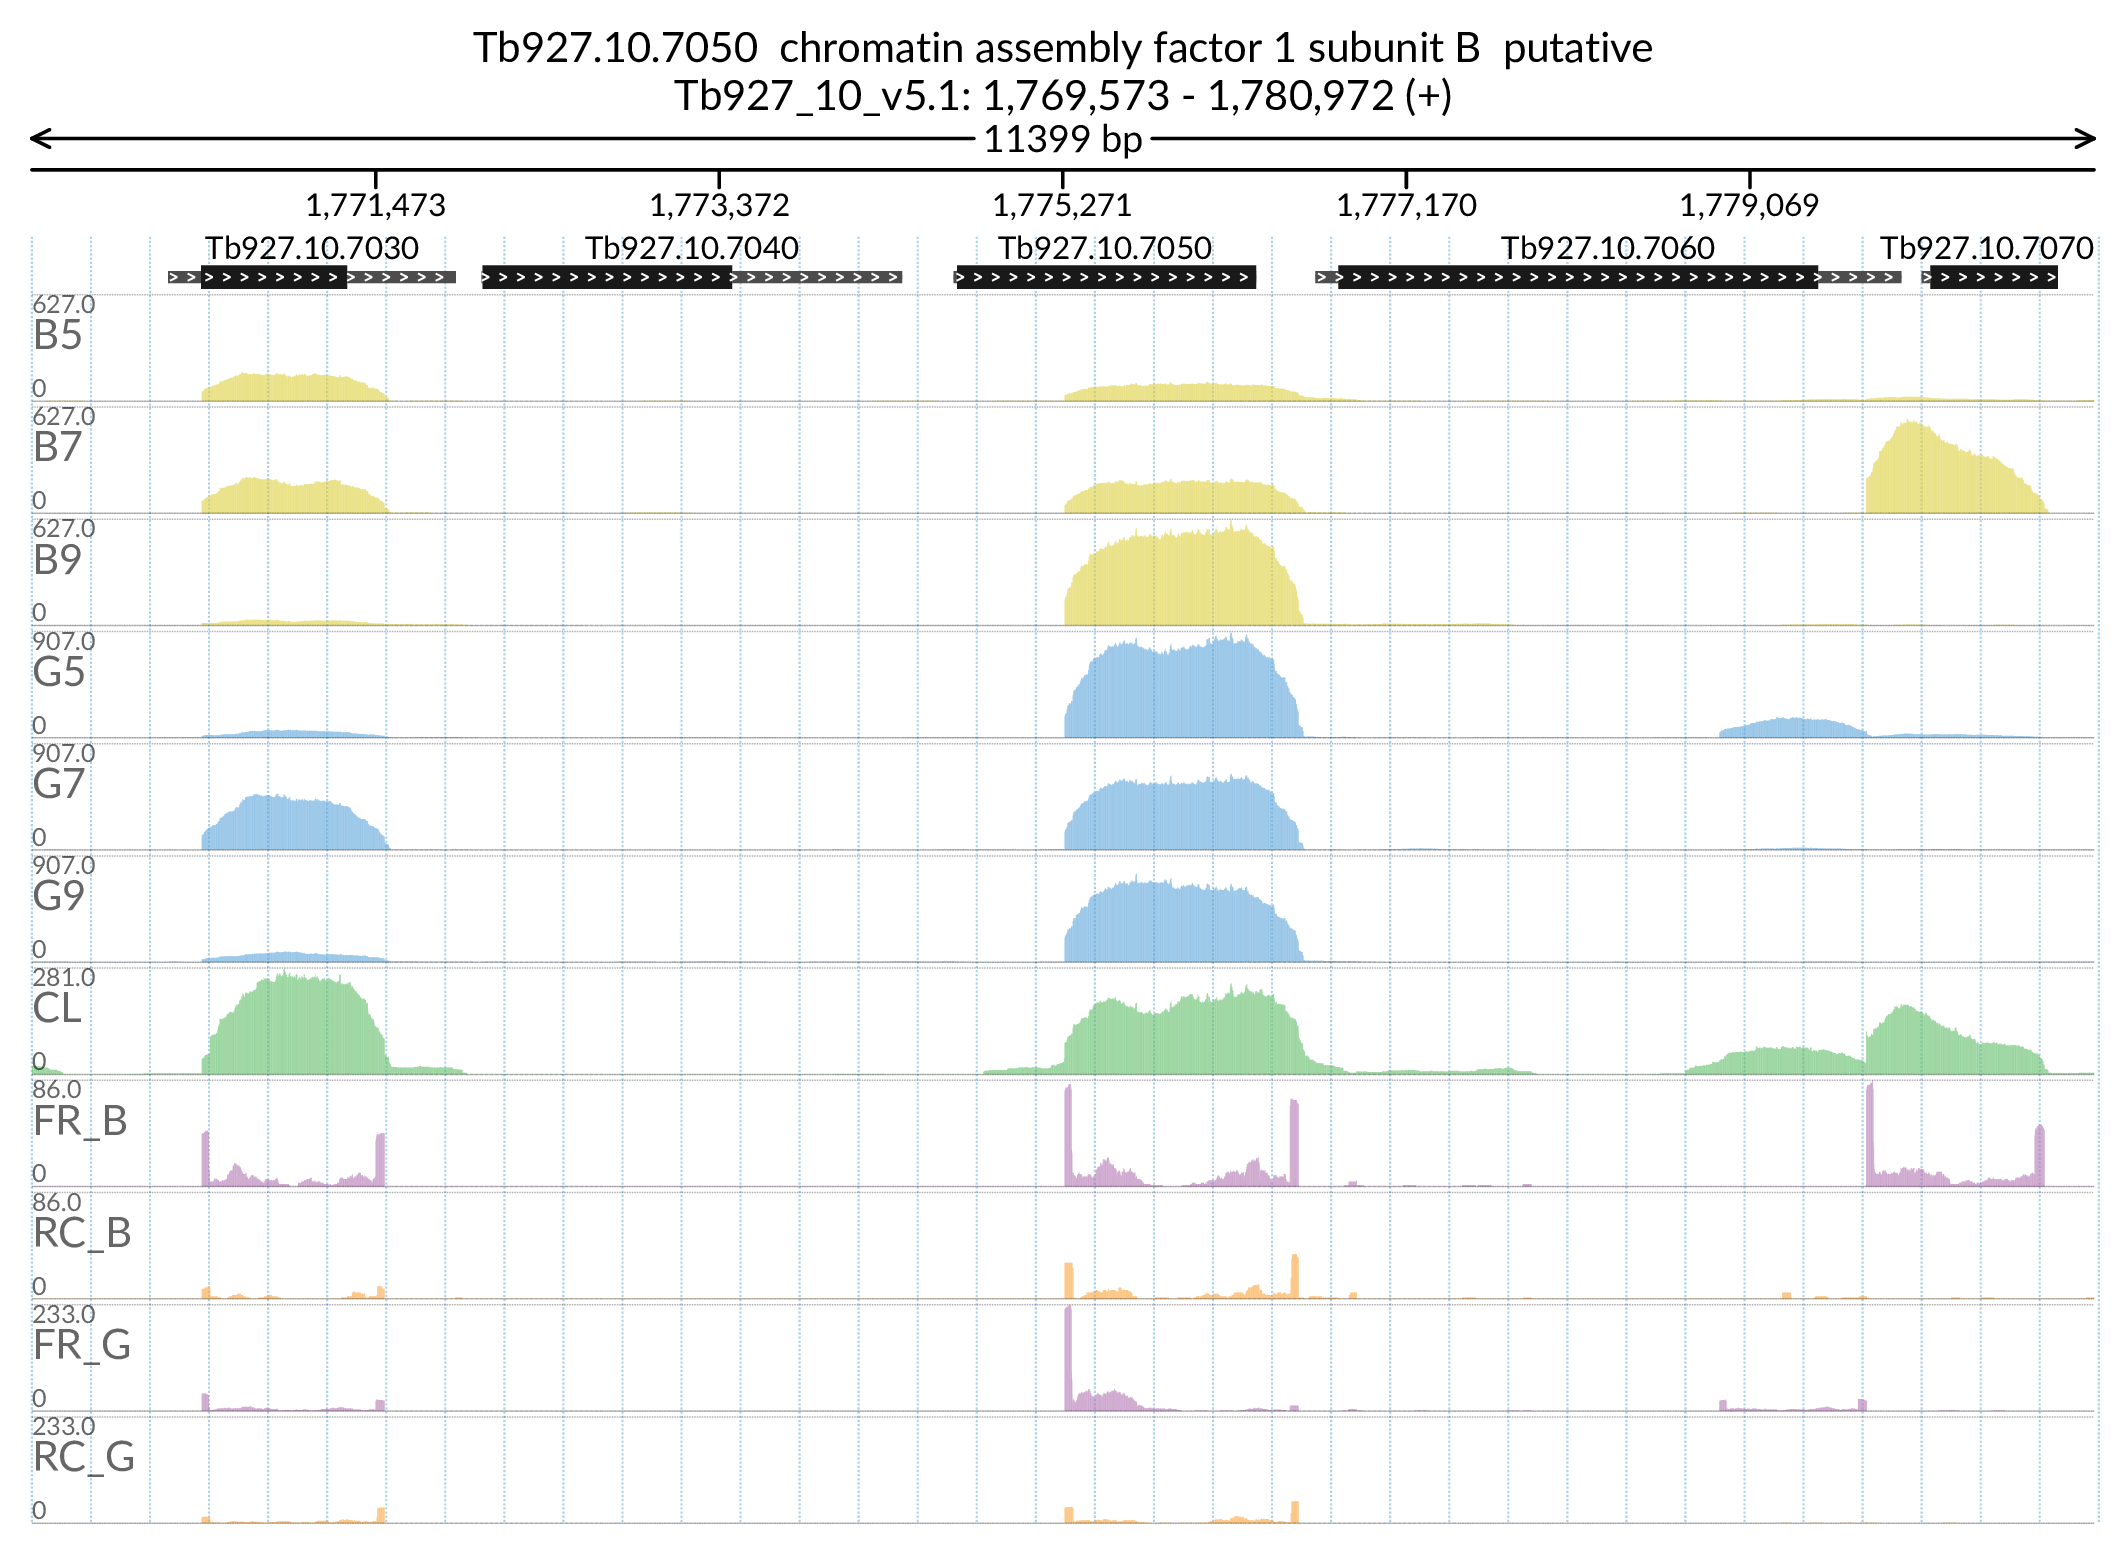 Tb927.10.7050  chromatin assembly factor 1 subunit B  putative
Tb927_10_v5.1: 1,769,573 - 1,780,972 (+)
11399 bp
1,771,473 1,773,372 1,775,271 1,777,170 1,779,069
Tb927.10.7030 Tb927.10.7040 Tb927.10.7050 Tb927.10.7060 Tb927.10.7070
627.0
B5
0
627.0
B7
0
627.0
B9
0
907.0
G5
0
907.0
G7
0
907.0
G9
0
281.0
CL
0
86.0
FR_B
0
86.0
RC_B
0
233.0
FR_G
0
233.0
RC_G
0